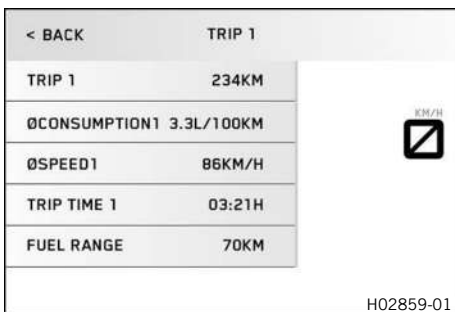 < BACK TRIP 1
TRIP 1 234KM
ØCONSUMPTION1 3.3L/100KM
KM/H
0
ØSPEED1 86KM/H
TRIP TIME 1 03:21H
FUEL RANGE 70KM
H02859-01